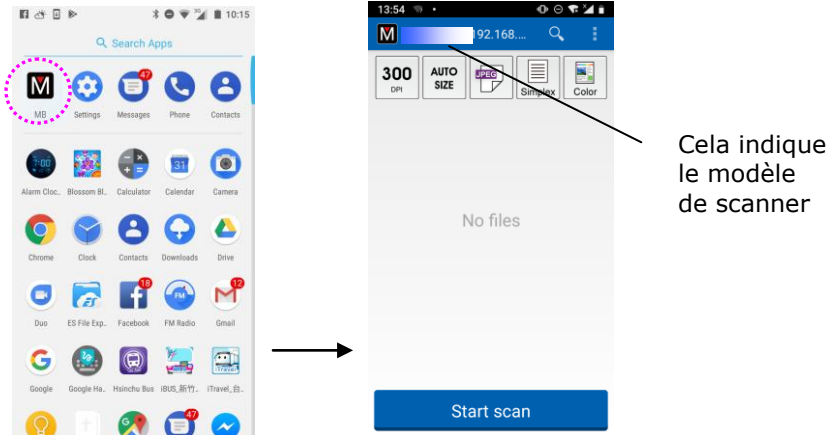 10:15
Search Apps
47
MB Settings Messages Phone Contacts
7:00 31
Alarm Cloc.. Blossom Bl.. Calculator Calendar Camera
Chrome Clock Contacts Downloads Drive
18 12
FM
Duo ES File Exp.. Facebook FM Radio Gmail
Google Google Ha.. Hsinchu Bus iBUS_新竹.. iTravel_台..
47
13:54
M 192.168....
300 DPI
AUTO SIZE
JPEG
Simplex
Color
No files
Start scan
Cela indique
le modèle
de scanner